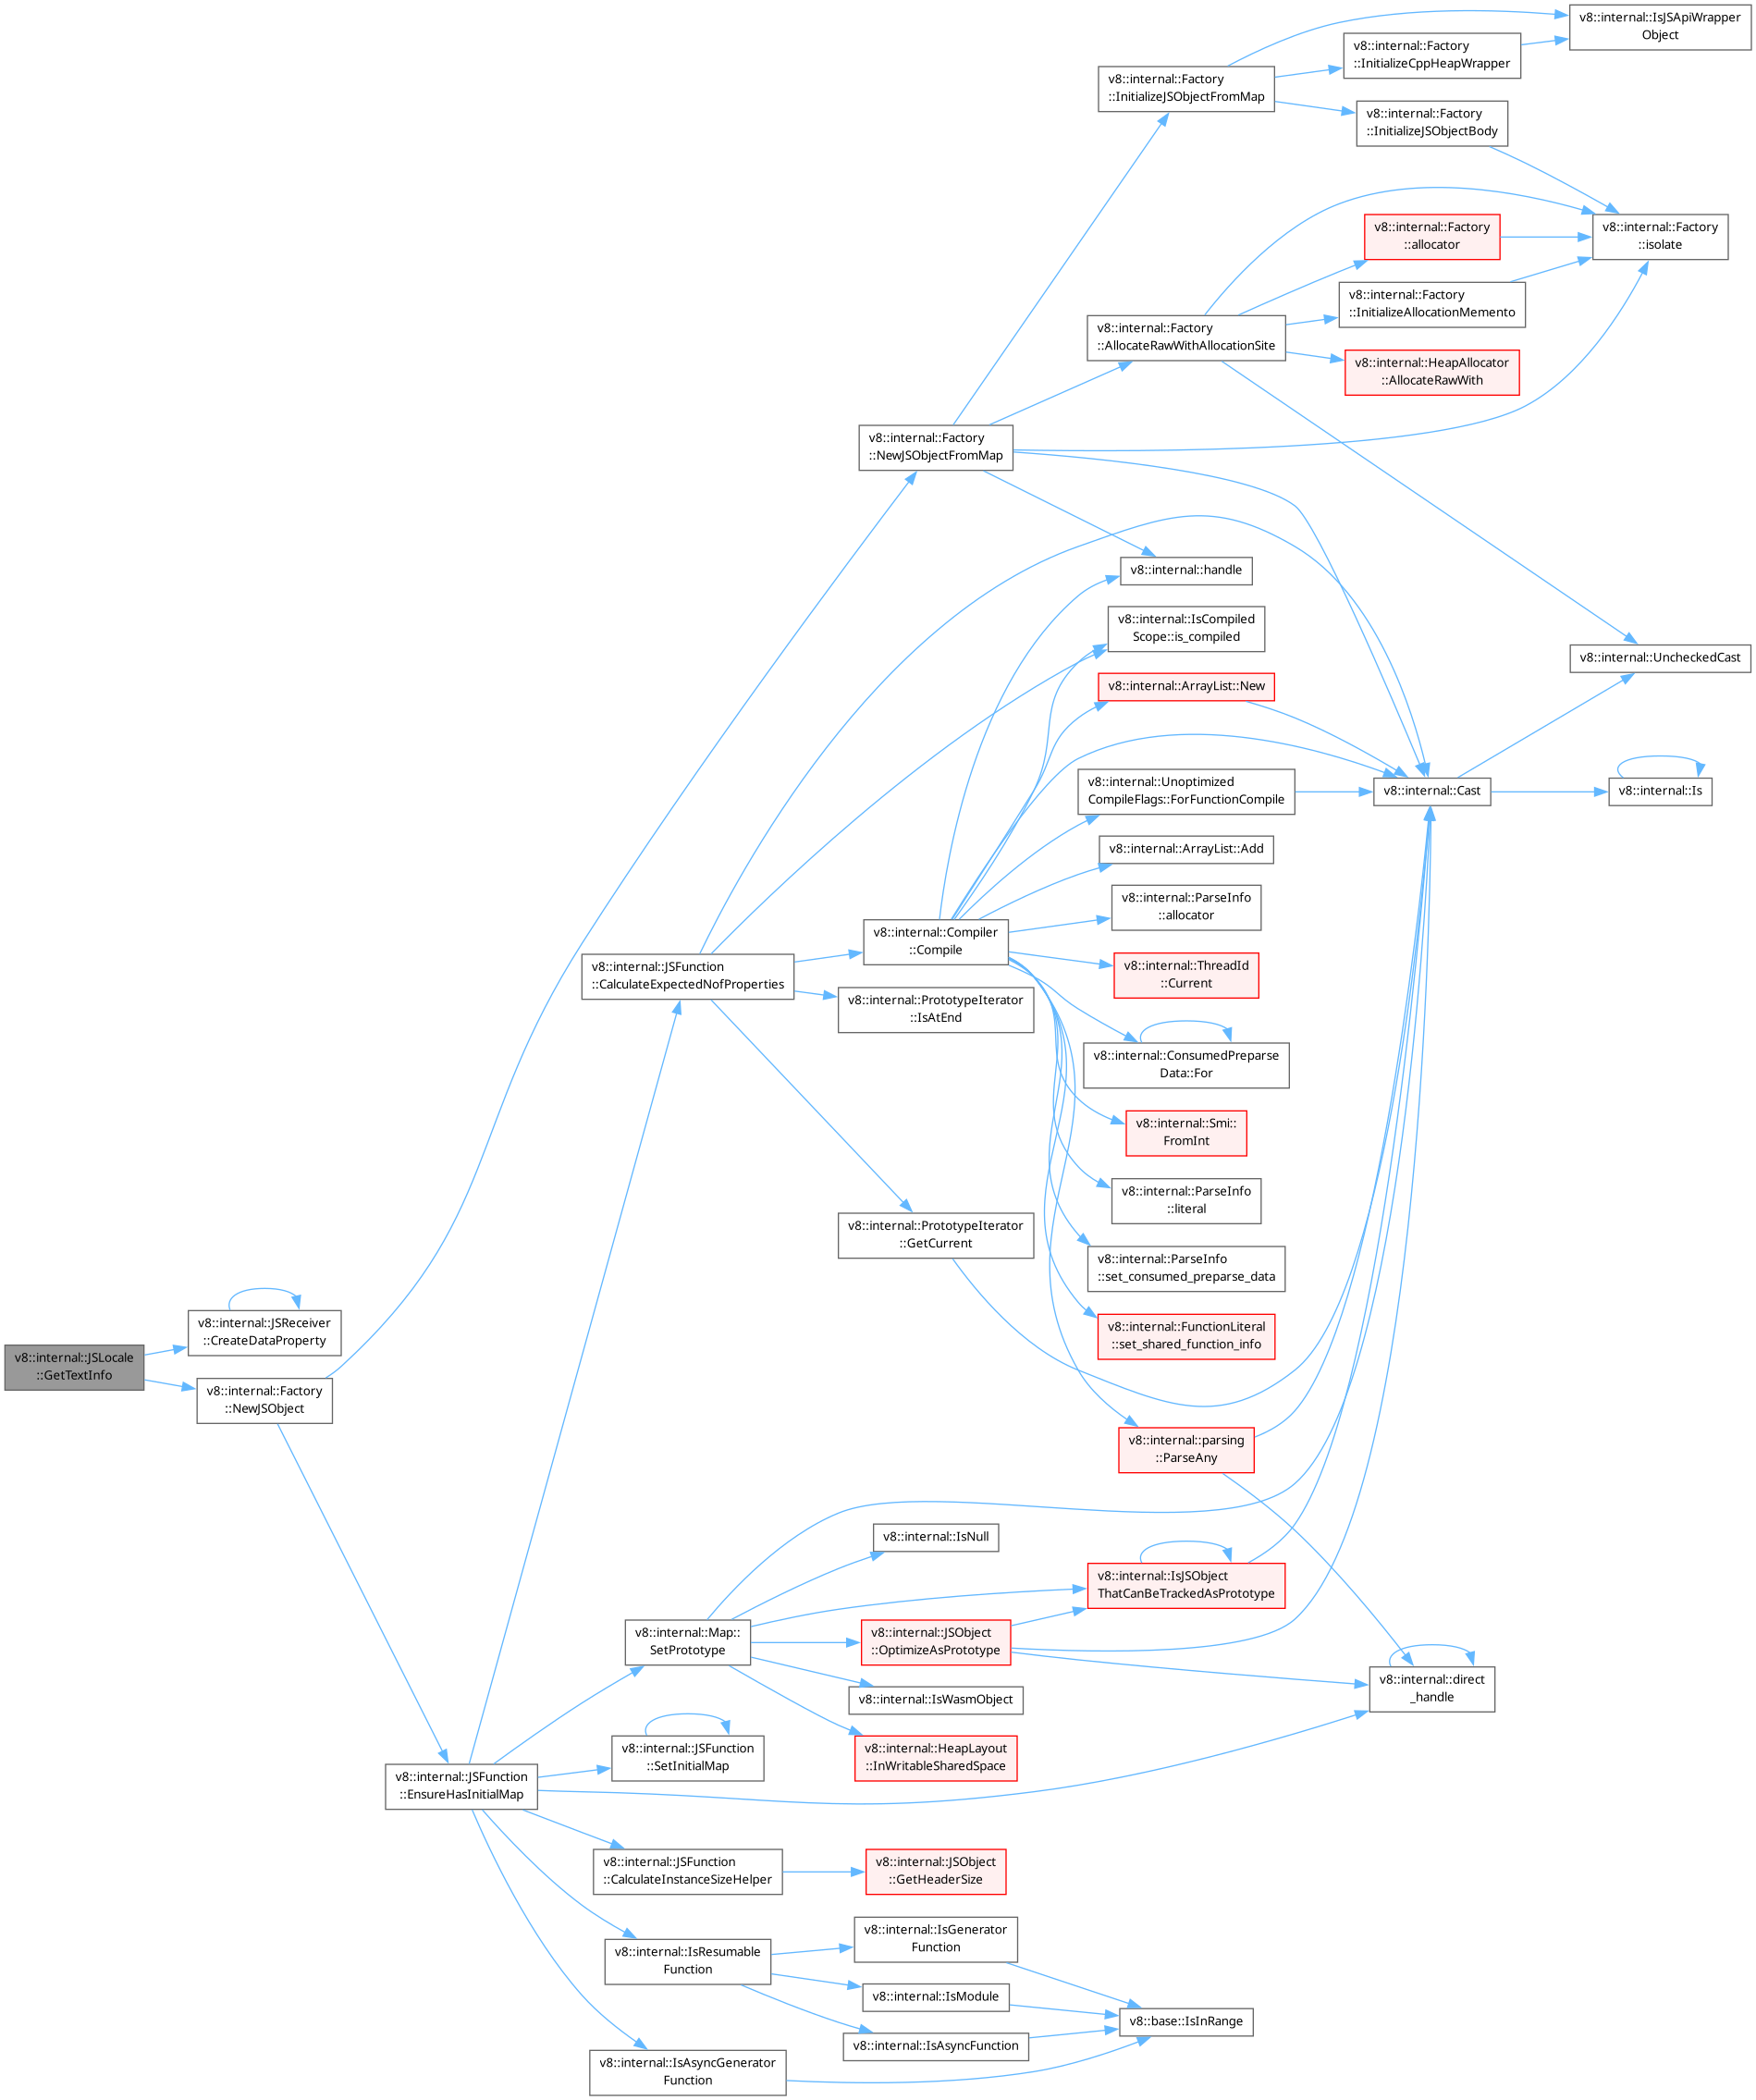 v8::internal::IsJSApiWrapper
Object
v8::internal::Factory
::InitializeCppHeapWrapper
v8::internal::Factory
::InitializeJSObjectFromMap
v8::internal::Factory
::InitializeJSObjectBody
v8::internal::Factory
::allocator
v8::internal::Factory
::isolate
v8::internal::Factory
::InitializeAllocationMemento
v8::internal::Factory
::AllocateRawWithAllocationSite
v8::internal::HeapAllocator
::AllocateRawWith
v8::internal::Factory
::NewJSObjectFromMap
v8::internal::handle
v8::internal::IsCompiled
Scope::is_compiled
v8::internal::UncheckedCast
v8::internal::ArrayList::New
v8::internal::Unoptimized
CompileFlags::ForFunctionCompile
v8::internal::Cast
v8::internal::Is
v8::internal::ArrayList::Add
v8::internal::ParseInfo
::allocator
v8::internal::Compiler
::Compile
v8::internal::JSFunction
::CalculateExpectedNofProperties
v8::internal::ThreadId
::Current
v8::internal::PrototypeIterator
::IsAtEnd
v8::internal::ConsumedPreparse
Data::For
v8::internal::Smi::
FromInt
v8::internal::ParseInfo
::literal
v8::internal::PrototypeIterator
::GetCurrent
v8::internal::ParseInfo
::set_consumed_preparse_data
v8::internal::JSReceiver
::CreateDataProperty
v8::internal::FunctionLiteral
::set_shared_function_info
v8::internal::JSLocale
::GetTextInfo
v8::internal::Factory
::NewJSObject
v8::internal::parsing
::ParseAny
v8::internal::IsNull
v8::internal::IsJSObject
ThatCanBeTrackedAsPrototype
v8::internal::Map::
SetPrototype
v8::internal::JSObject
::OptimizeAsPrototype
v8::internal::IsWasmObject
v8::internal::direct
_handle
v8::internal::JSFunction
::SetInitialMap
v8::internal::HeapLayout
::InWritableSharedSpace
v8::internal::JSFunction
::EnsureHasInitialMap
v8::internal::JSFunction
::CalculateInstanceSizeHelper
v8::internal::JSObject
::GetHeaderSize
v8::internal::IsResumable
Function
v8::internal::IsGenerator
Function
v8::internal::IsModule
v8::base::IsInRange
v8::internal::IsAsyncFunction
v8::internal::IsAsyncGenerator
Function